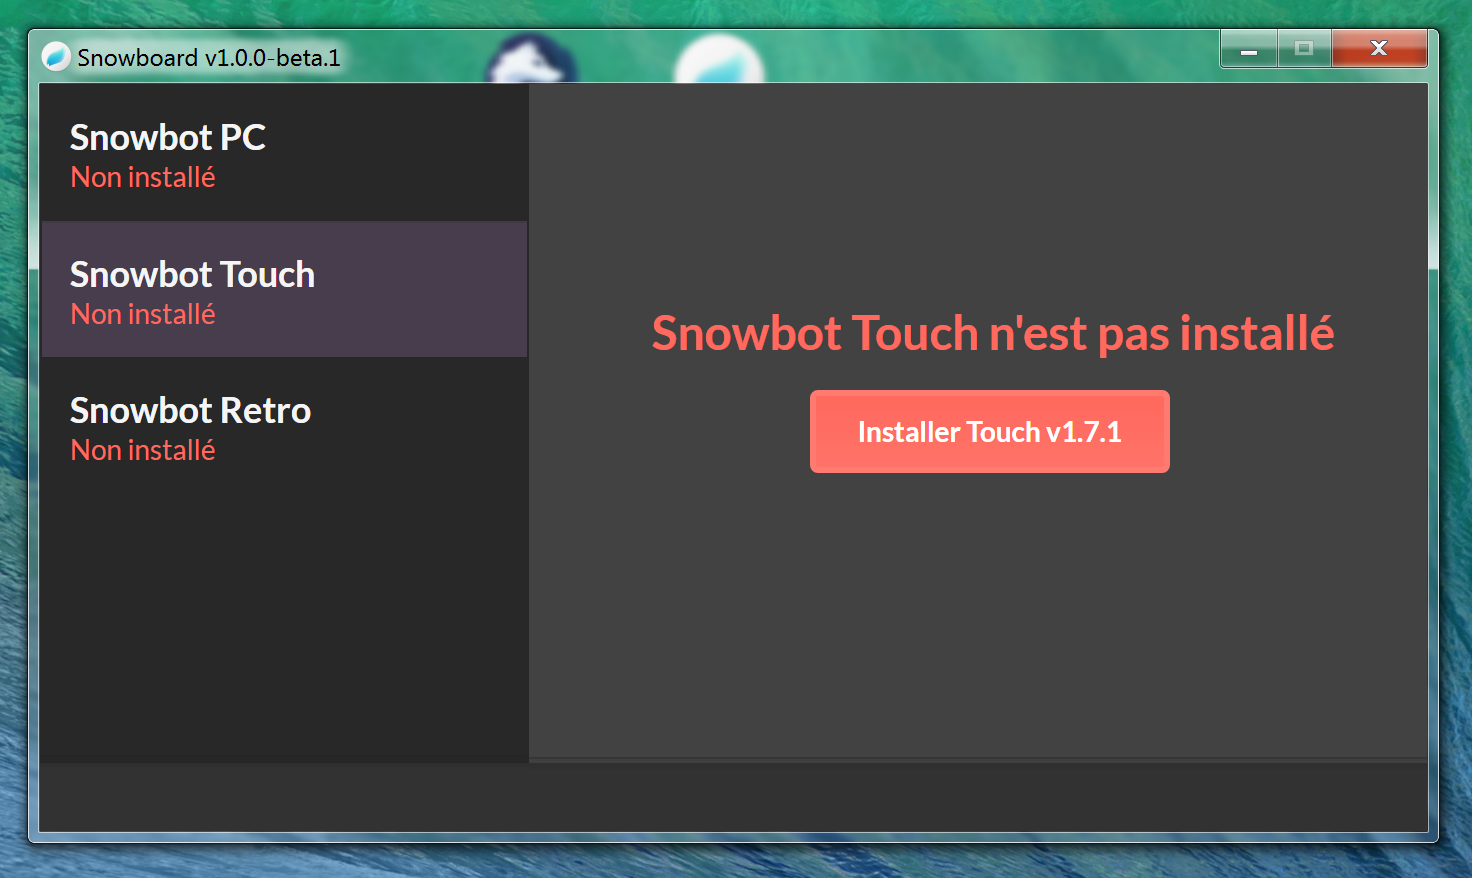 Snowboard v1.0.0-beta.1
Snowbot PC
Non installé
Snowbot Touch
Non installé
Snowbot Retro
Non installé
Snowbot Touch n'est pas installé
Installer Touch v1.7.1